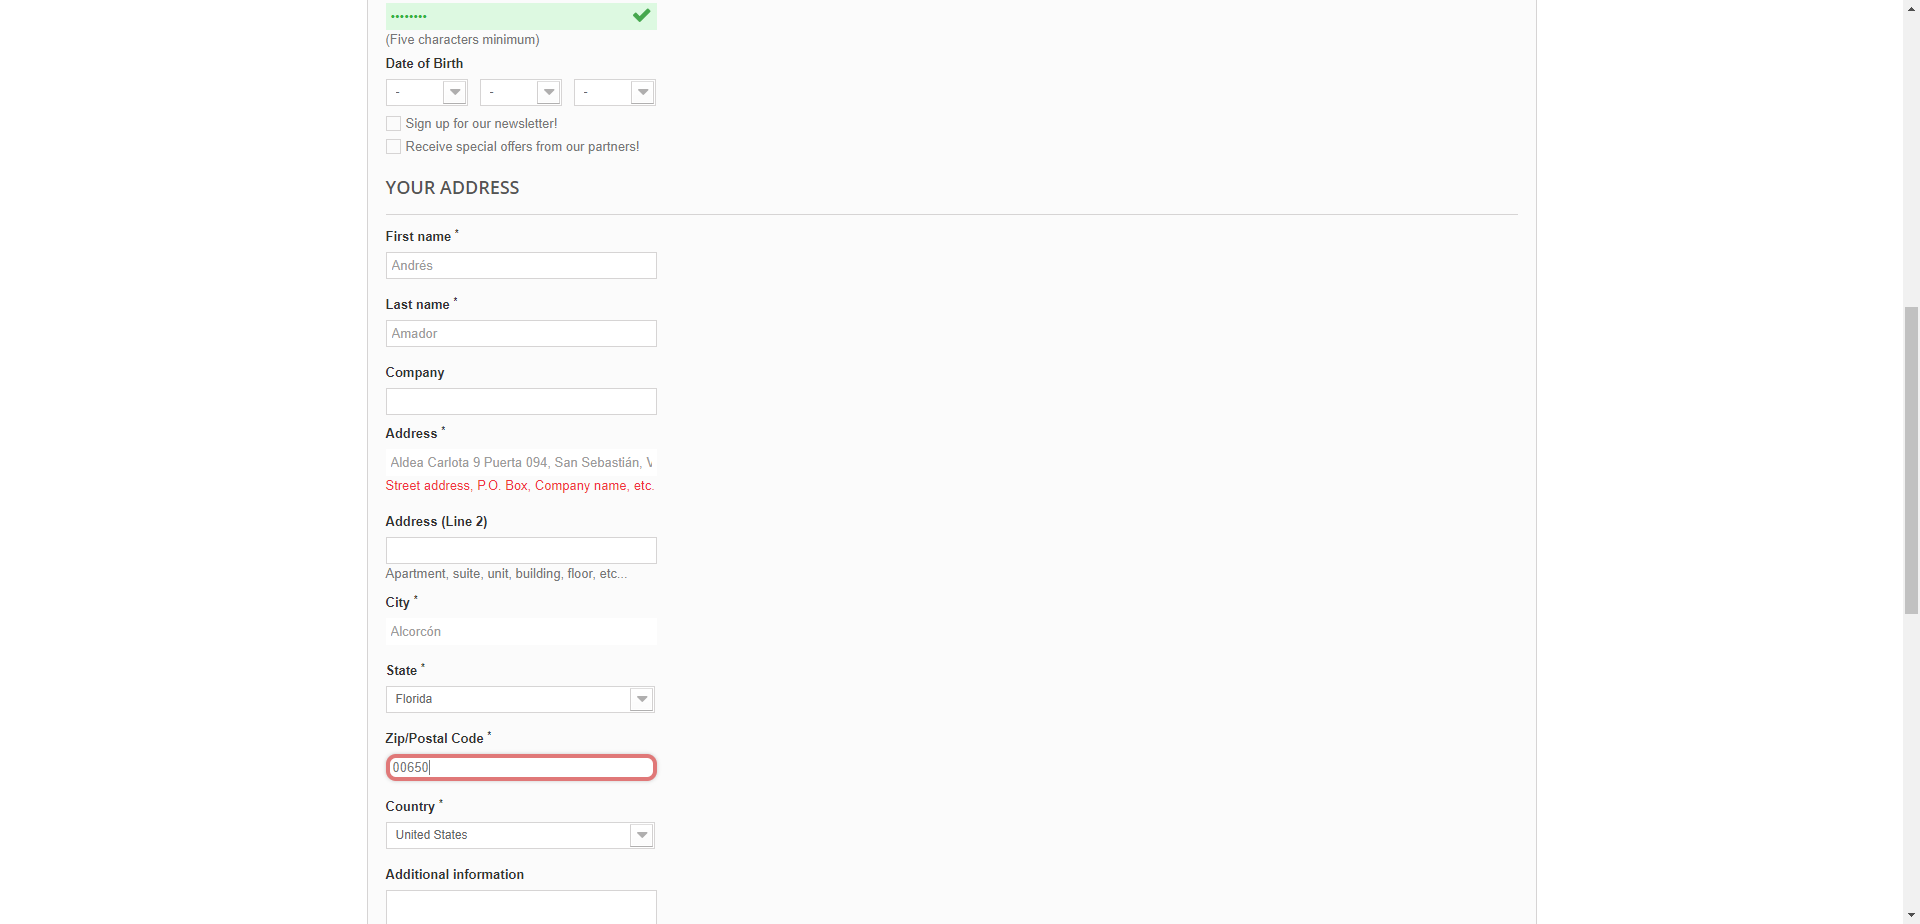 ••••••••
(Five characters minimum)
Date of Birth
- - -
Sign up for our newsletter!
Receive special offers from our partners!
YOUR ADDRESS
First name *
Andrés
Last name *
Amador
Company
Address *
Aldea Carlota 9 Puerta 094, San Sebastián, V
Street address, P.O. Box, Company name, etc.
Address (Line 2)
Apartment, suite, unit, building, floor, etc...
City *
Alcorcón
State *
Florida
Zip/Postal Code *
00650
Country *
United States
Additional information